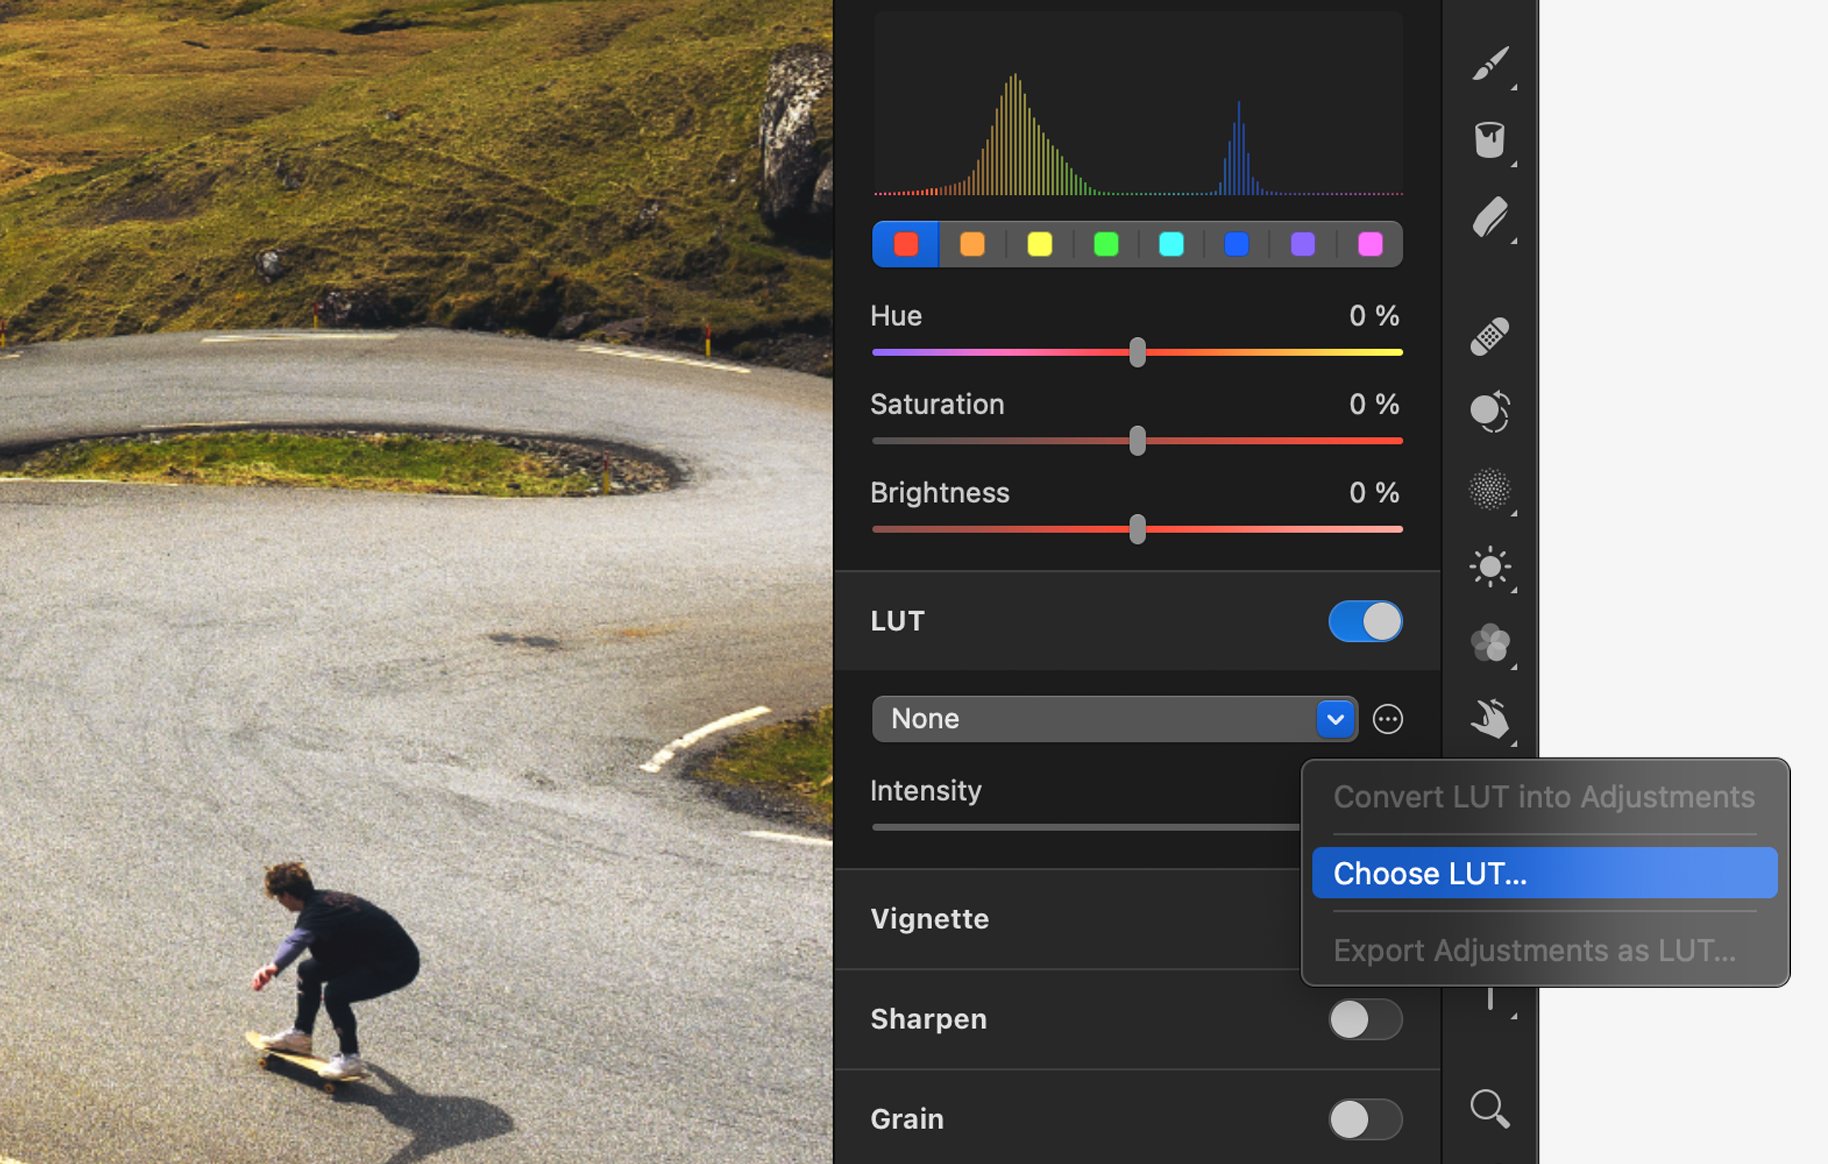 Hue 0 %
Saturation 0 %
Brightness 0 %
LUT
None
Intensity
Convert LUT into Adjustments
Choose LUT...
Export Adjustments as LUT...
Vignette
Sharpen
Grain